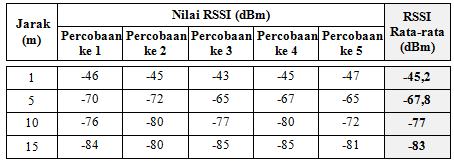 Jarak (m) Nilai RSSI (dBm) RSSI Rata-rata (dBm)
Percobaan ke 1 Percobaan ke 2 Percobaan ke 3 Percobaan ke 4 Percobaan ke 5
1 -46 -45 -43 -45 -47 -45,2
5 -70 -72 -65 -67 -65 -67,8
10 -76 -80 -77 -80 -72 -77
15 -84 -80 -85 -85 -81 -83